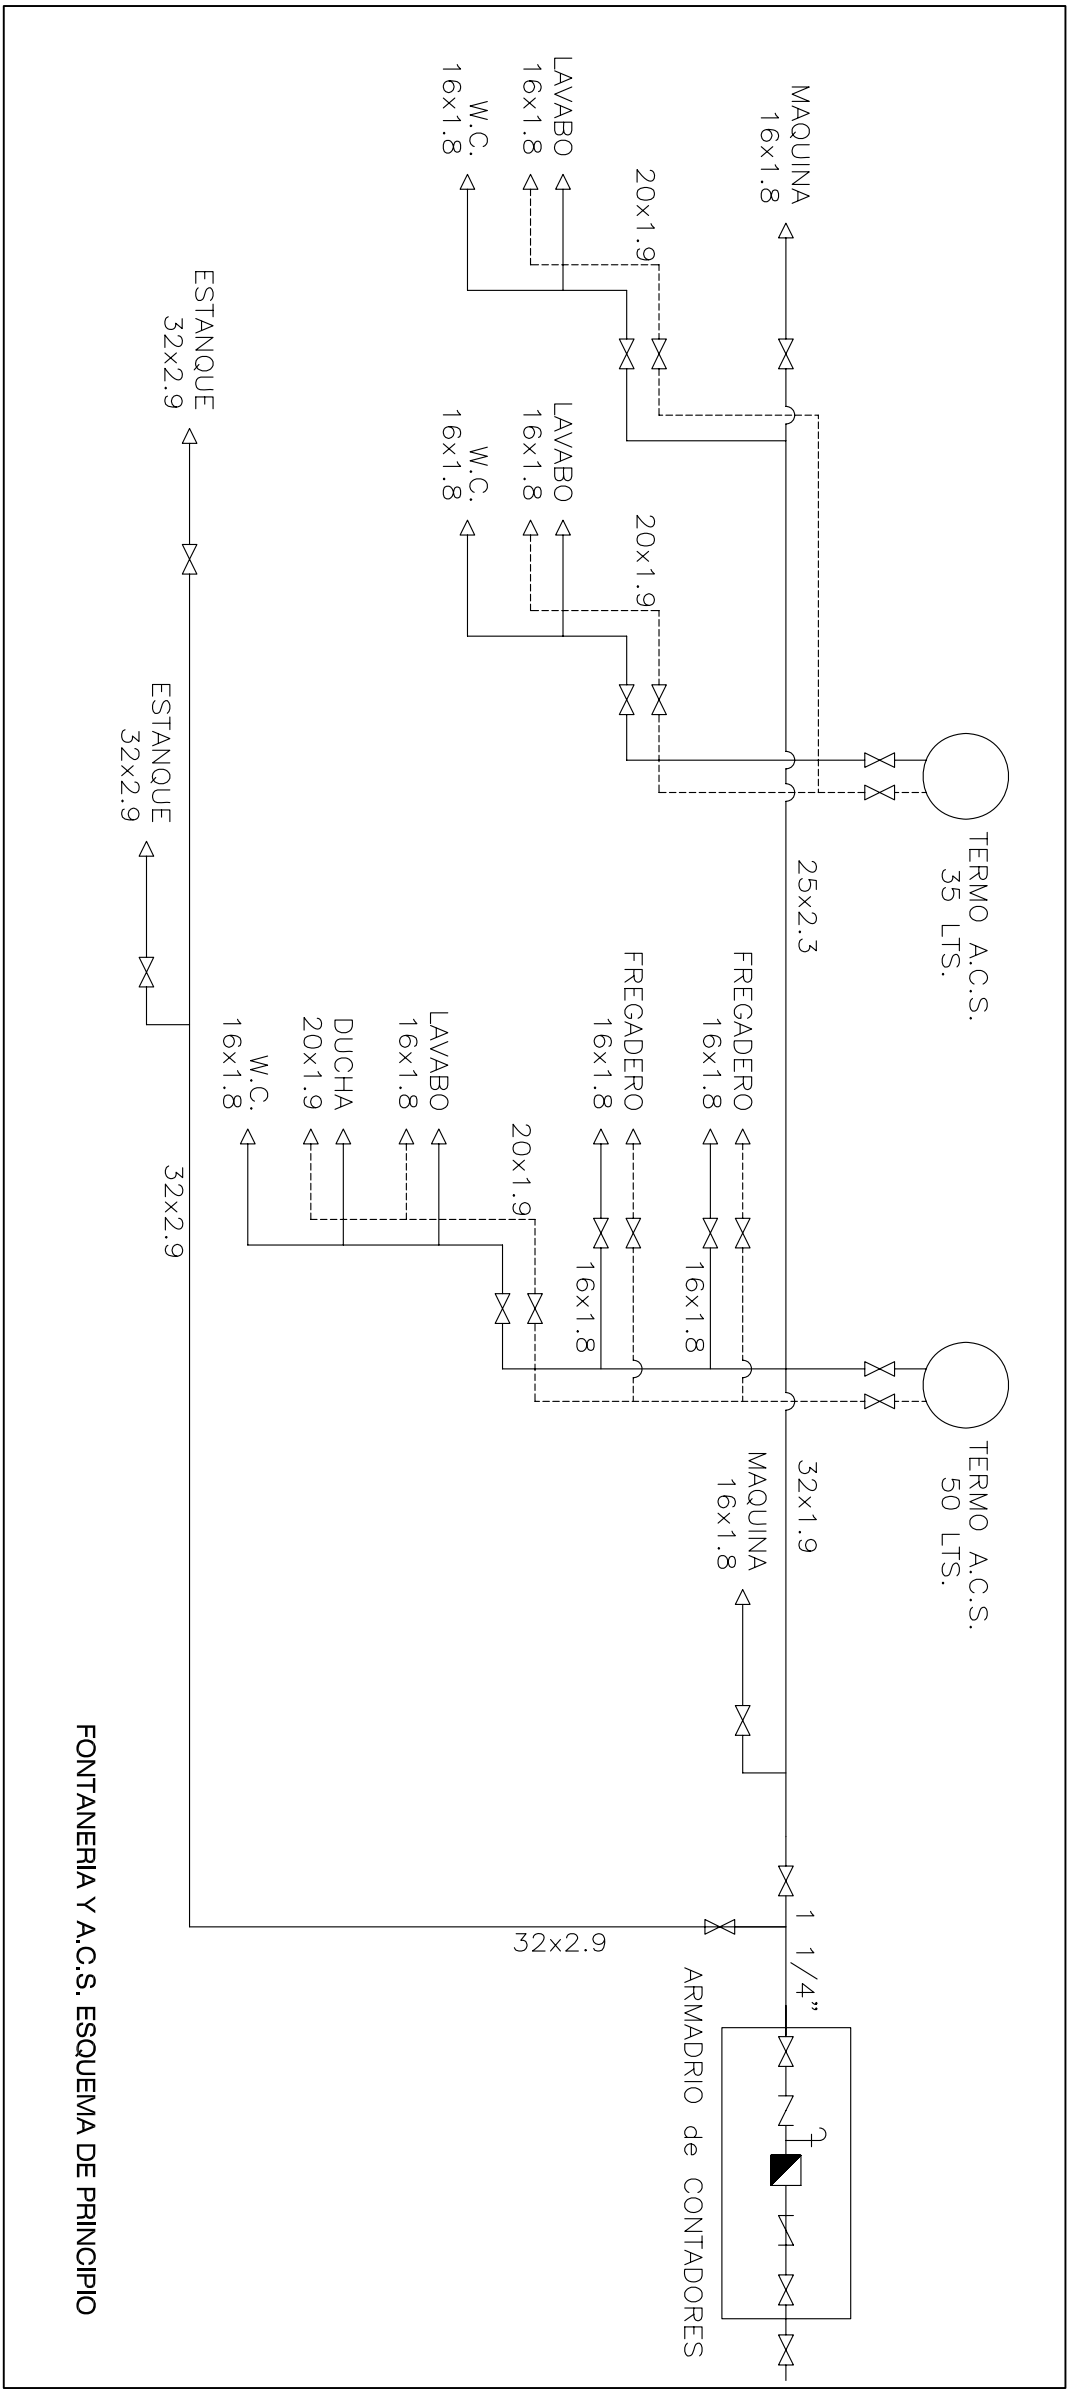 TERMO A.C.S.
35 LTS.
TERMO A.C.S.
50 LTS.
MAQUINA
16x1.8
25x2.3
32x1.9
1 1/4"
20x1.9
LAVABO
16x1.8
W.C.
16x1.8
20x1.9
LAVABO
16x1.8
W.C.
16x1.8
FREGADERO
16x1.8
16x1.8
FREGADERO
16x1.8
16x1.8
MAQUINA
16x1.8
20x1.9
LAVABO
16x1.8
DUCHA
20x1.9
W.C.
16x1.8
32x2.9
ARMADRIO de CONTADORES
ESTANQUE
32x2.9
ESTANQUE
32x2.9
32x2.9
FONTANERIA Y A.C.S. ESQUEMA DE PRINCIPIO